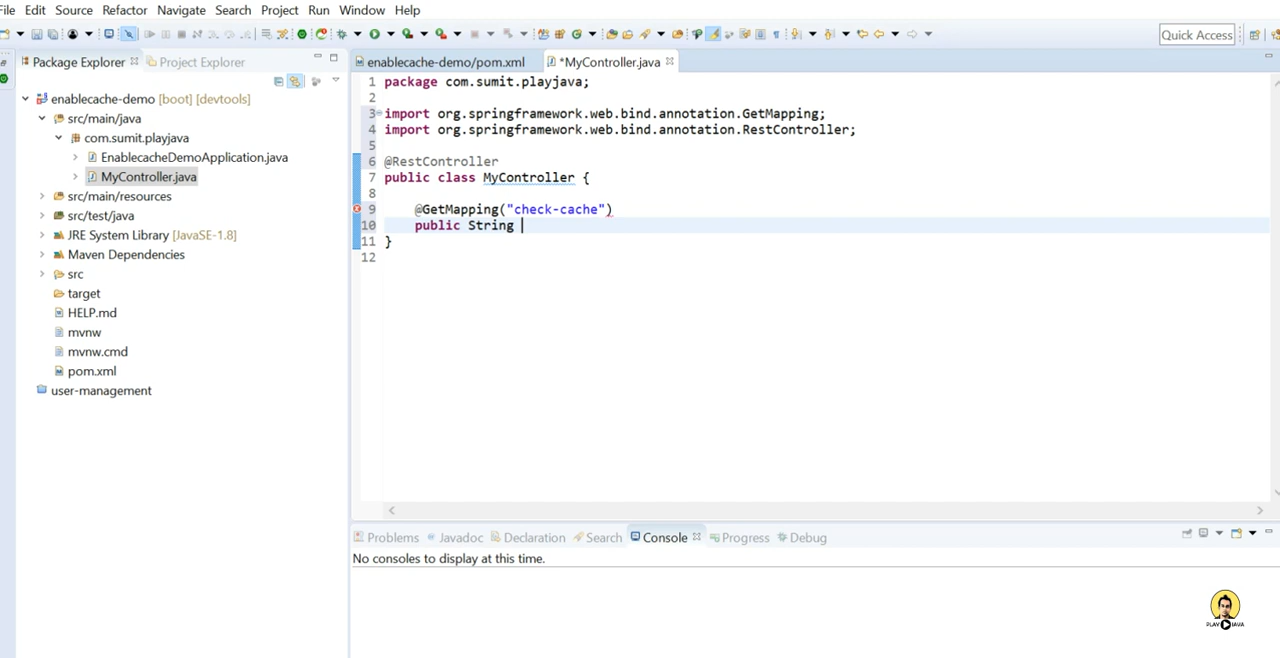 File Edit Source Refactor Navigate Search Project Run Window Help
Quick Access
Package Explorer Project Explorer
enablecache-demo/pom.xml *MyController.java
enablecache-demo [boot] [devtools]
src/main/java
com.sumit.playjava
EnablecacheDemoApplication.java
MyController.java
src/main/resources
src/test/java
JRE System Library [JavaSE-1.8]
Maven Dependencies
src
target
HELP.md
mvnw
mvnw.cmd
pom.xml
user-management
1 package com.sumit.playjava;
2
3 import org.springframework.web.bind.annotation.GetMapping;
4 import org.springframework.web.bind.annotation.RestController;
5
6 @RestController
7 public class MyController {
8
9 @GetMapping("check-cache")
10 public String
11 }
12
Problems Javadoc Declaration Search Console Progress Debug
No consoles to display at this time.
PLAY JAVA